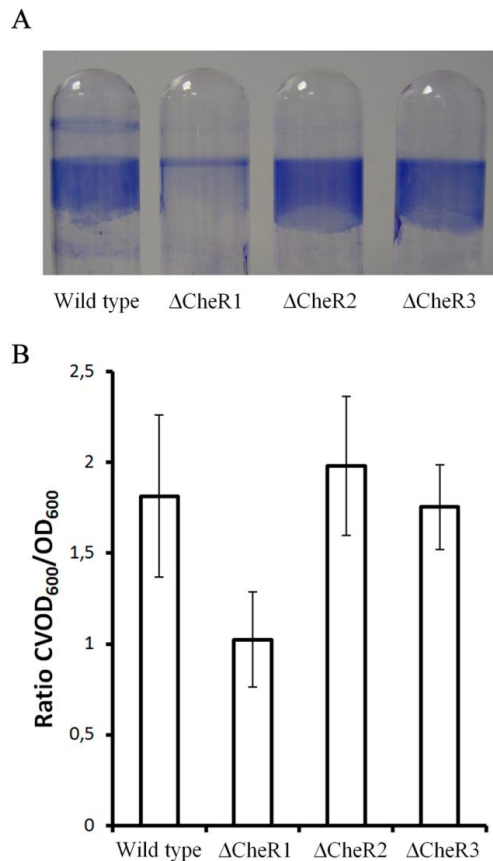 A
Wild type ΔCheR1 ΔCheR2 ΔCheR3
B
Ratio CVOD600/OD600
2,5
2
1,5
1
0,5
0
Wild type ΔCheR1 ΔCheR2 ΔCheR3